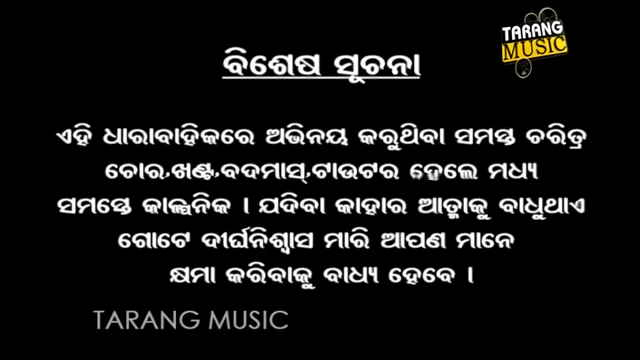 TARANG
MUSIC
ବିଶେଷ ସୂଚନା
ଏହି ଧାରାବାହିକରେ ଅଭିନୟ କରୁଥିବା ସମସ୍ତ ଚରିତ୍ର
ଚୋର,ଖଣ୍ଟ,ବଦମାସ୍,ଟାଉଟର ହେଲେ ମଧ୍ୟ
ସମସ୍ତେ କାଳ୍ପନିକ । ଯଦିବା କାହାର ଆତ୍ମାକୁ ବାଧୁଥାଏ
ଗୋଟେ ଦୀର୍ଘନିଶ୍ୱାସ ମାରି ଆପଣ ମାନେ
କ୍ଷମା କରିବାକୁ ବାଧ୍ୟ ହେବେ ।
TARANG MUSIC